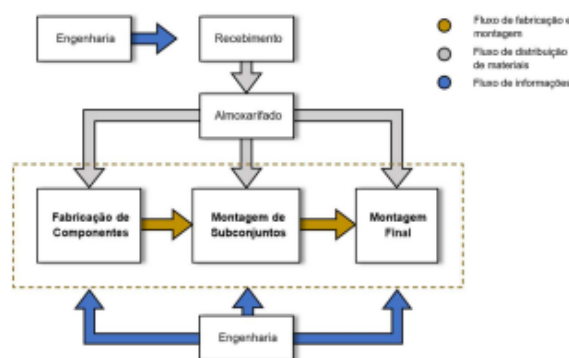 Engenharia
Recebimento
Fluxo de fabricação e
montagem
Fluxo de distribuição
de materiais
Fluxo de informações
Almoxarifado
Fabricação de
Componentes
Montagem de
Subconjuntos
Montagem
Final
Engenharia